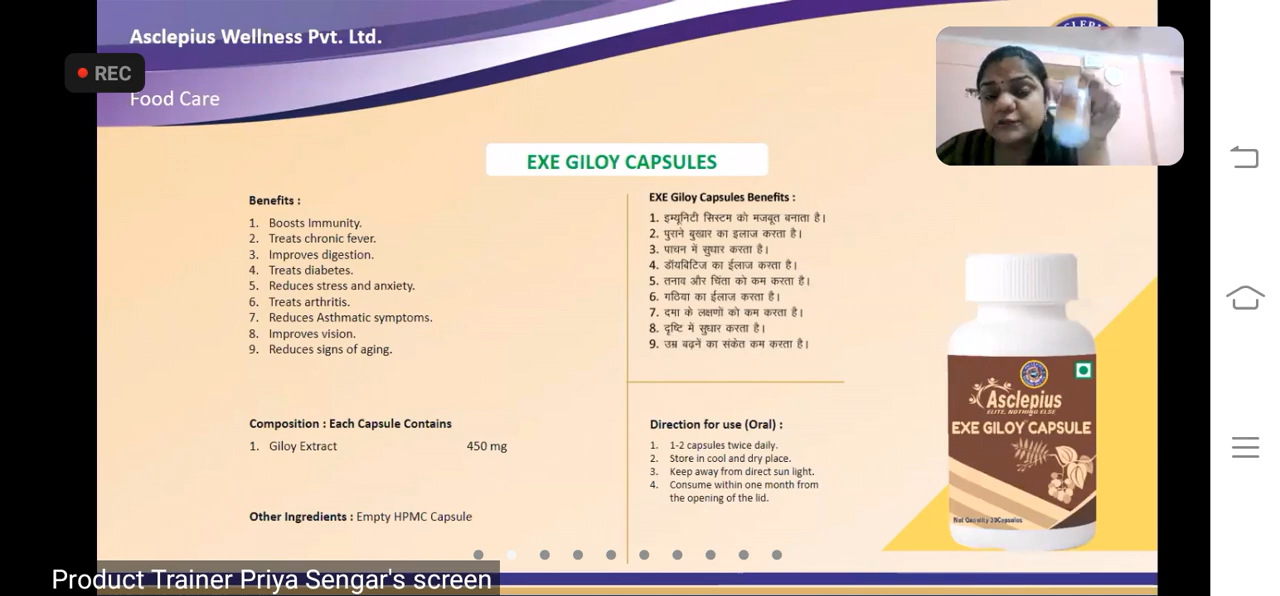 Asclepius Wellness Pvt. Ltd.
REC
Food Care
EXE GILOY CAPSULES
Benefits :
1. Boosts Immunity.
2. Treats chronic fever.
3. Improves digestion.
4. Treats diabetes.
5. Reduces stress and anxiety.
6. Treats arthritis.
7. Reduces Asthmatic symptoms.
8. Improves vision.
9. Reduces signs of aging.
Composition : Each Capsule Contains
1. Giloy Extract 450 mg
Other Ingredients : Empty HPMC Capsule
EXE Giloy Capsules Benefits :
1. इम्यूनिटी सिस्टम को मजबूत बनाता है।
2. पुराने बुखार का इलाज करता है।
3. पाचन में सुधार करता है।
4. डॉयविटिज का ईलाज करता है।
5. तनाव और चिंता को कम करता है।
6. गठिया का ईलाज करता है।
7. दमा के लक्षणों को कम करता है।
8. दृष्टि में सुधार करता है।
9. उम्र बढ़नें का संकेत कम करता है।
Direction for use (Oral) :
1. 1-2 capsules twice daily.
2. Store in cool and dry place.
3. Keep away from direct sun light.
4. Consume within one month from
the opening of the lid.
Asclepius
ELITE, NOTHING ELSE
EXE GILOY CAPSULE
Net Quantity 30Capsules
Product Trainer Priya Sengar's screen